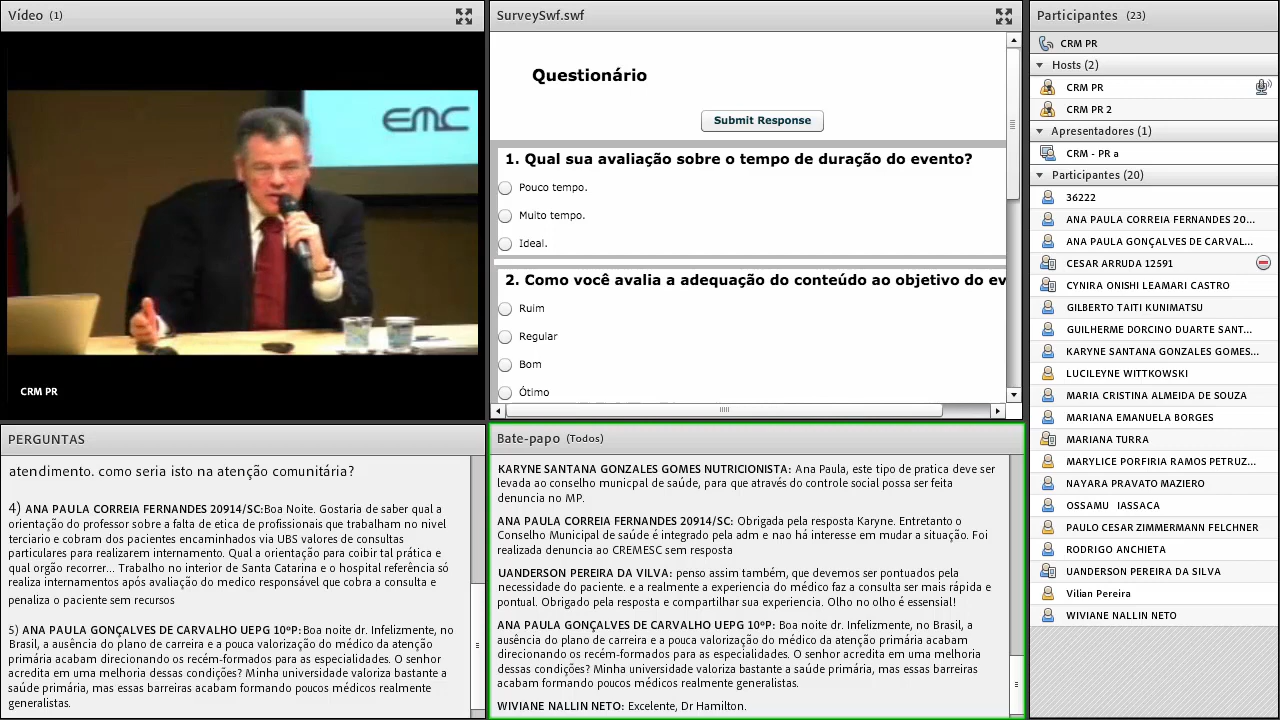 Vídeo (1)
EMC
CRM PR
SurveySwf.swf
Questionário
Submit Response
1. Qual sua avaliação sobre o tempo de duração do evento?
Pouco tempo.
Muito tempo.
Ideal.
2. Como você avalia a adequação do conteúdo ao objetivo do ev
Ruim
Regular
Bom
Ótimo
Participantes (23)
CRM PR
Hosts (2)
CRM PR
CRM PR 2
Apresentadores (1)
CRM - PR a
Participantes (20)
36222
ANA PAULA CORREIA FERNANDES 20...
ANA PAULA GONÇALVES DE CARVAL...
CESAR ARRUDA 12591
CYNIRA ONISHI LEAMARI CASTRO
GILBERTO TAITI KUNIMATSU
GUILHERME DORCINO DUARTE SANT...
KARYNE SANTANA GONZALES GOMES...
LUCILEYNE WITTKOWSKI
MARIA CRISTINA ALMEIDA DE SOUZA
MARIANA EMANUELA BORGES
MARIANA TURRA
MARYLICE PORFIRIA RAMOS PETRUZ...
NAYARA PRAVATO MAZIERO
OSSAMU IASSACA
PAULO CESAR ZIMMERMANN FELCHNER
RODRIGO ANCHIETA
UANDERSON PEREIRA DA SILVA
Vilian Pereira
WIVIANE NALLIN NETO
PERGUNTAS
atendimento. como seria isto na atenção comunitária?
4) ANA PAULA CORREIA FERNANDES 20914/SC:Boa Noite. Gostaria de saber qual a
orientação do professor sobre a falta de etica de profissionais que trabalham no nivel
terciario e cobram dos pacientes encaminhados via UBS valores de consultas
particulares para realizarem internamento. Qual a orientação para coibir tal prática e
qual orgão recorrer... Trabalho no interior de Santa Catarina e o hospital referência só
realiza internamentos após avaliação do medico responsável que cobra a consulta e
penaliza o paciente sem recursos
5) ANA PAULA GONÇALVES DE CARVALHO UEPG 10ºP:Boa noite dr. Infelizmente, no
Brasil, a ausência do plano de carreira e a pouca valorização do médico da atenção
primária acabam direcionando os recém-formados para as especialidades. O senhor
acredita em uma melhoria dessas condições? Minha universidade valoriza bastante a
saúde primária, mas essas barreiras acabam formando poucos médicos realmente
generalistas.
Bate-papo (Todos)
KARYNE SANTANA GONZALES GOMES NUTRICIONISTA: Ana Paula, este tipo de pratica deve ser
levada ao conselho municpal de saúde, para que através do controle social possa ser feita
denuncia no MP.
ANA PAULA CORREIA FERNANDES 20914/SC: Obrigada pela resposta Karyne. Entretanto o
Conselho Municipal de saúde é integrado pela adm e não há interesse em mudar a situação. Foi
realizada denuncia ao CREMESC sem resposta
UANDERSON PEREIRA DA VILVA: penso assim também, que devemos ser pontuados pela
necessidade do paciente. e a realmente a experiencia do médico faz a consulta ser mais rápida e
pontual. Obrigado pela resposta e compartilhar sua experiencia. Olho no olho é essensial!
ANA PAULA GONÇALVES DE CARVALHO UEPG 10ºP: Boa noite dr. Infelizmente, no Brasil, a
ausência do plano de carreira e a pouca valorização do médico da atenção primária acabam
direcionando os recém-formados para as especialidades. O senhor acredita em uma melhoria
dessas condições? Minha universidade valoriza bastante a saúde primária, mas essas barreiras
acabam formando poucos médicos realmente generalistas.
WIVIANE NALLIN NETO: Excelente, Dr Hamilton.